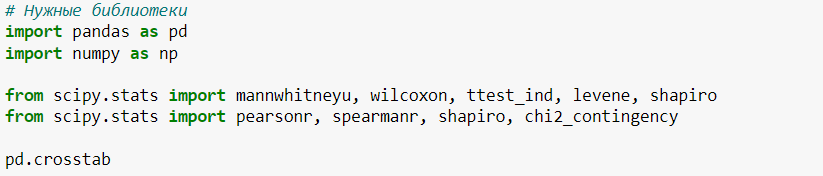 # Нужные библиотеки
import pandas as pd
import numpy as np
from scipy.stats import mannwhitneyu, wilcoxon, ttest_ind, levene, shapiro
from scipy.stats import pearsonr, spearmanr, shapiro, chi2_contingency
pd.crosstab